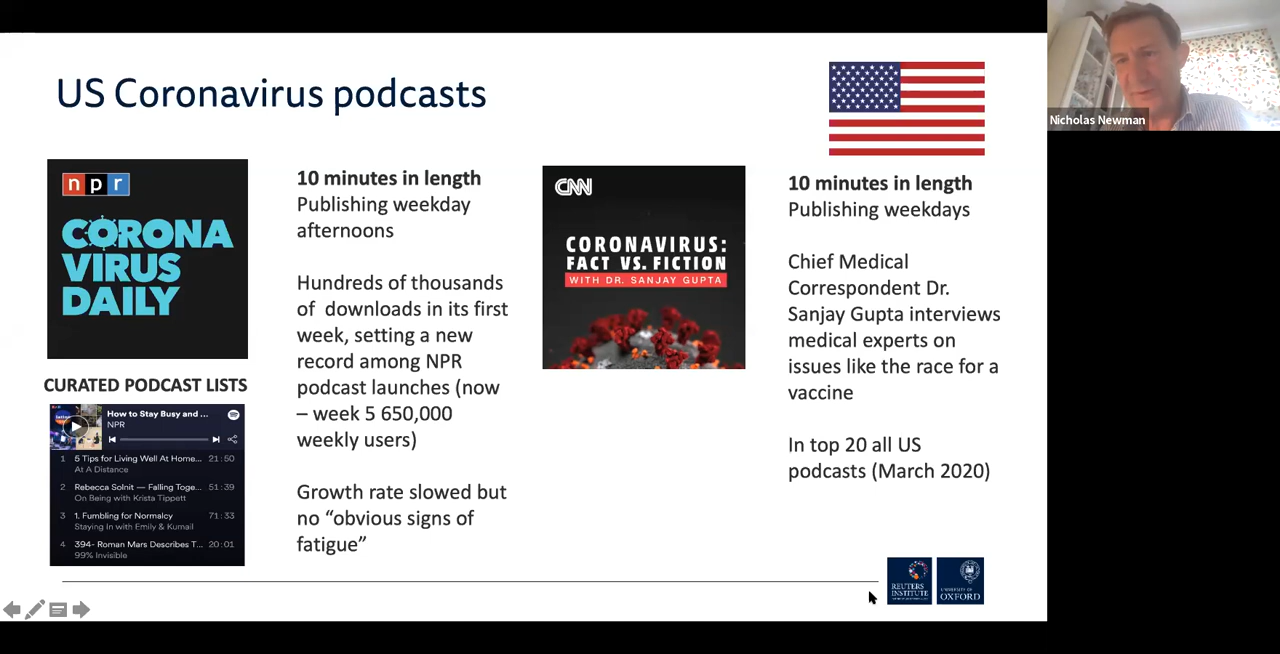 US Coronavirus podcasts
Nicholas Newman
npr
CORONA
VIRUS
DAILY
CURATED PODCAST LISTS
How to Stay Busy and ...
NPR
1 5 Tips for Living Well At Home... 21:50
At A Distance
2 Rebecca Solnit — Falling Toge... 51:39
On Being with Krista Tippett
3 1. Fumbling for Normalcy 71:33
Staying In with Emily & Kumail
4 394- Roman Mars Describes T... 20:01
99% Invisible
10 minutes in length
Publishing weekday
afternoons
Hundreds of thousands
of downloads in its first
week, setting a new
record among NPR
podcast launches (now
– week 5 650,000
weekly users)
Growth rate slowed but
no “obvious signs of
fatigue”
CNN
CORONAVIRUS:
FACT VS. FICTION
WITH DR. SANJAY GUPTA
10 minutes in length
Publishing weekdays
Chief Medical
Correspondent Dr.
Sanjay Gupta interviews
medical experts on
issues like the race for a
vaccine
In top 20 all US
podcasts (March 2020)
REUTERS
INSTITUTE
UNIVERSITY OF
OXFORD